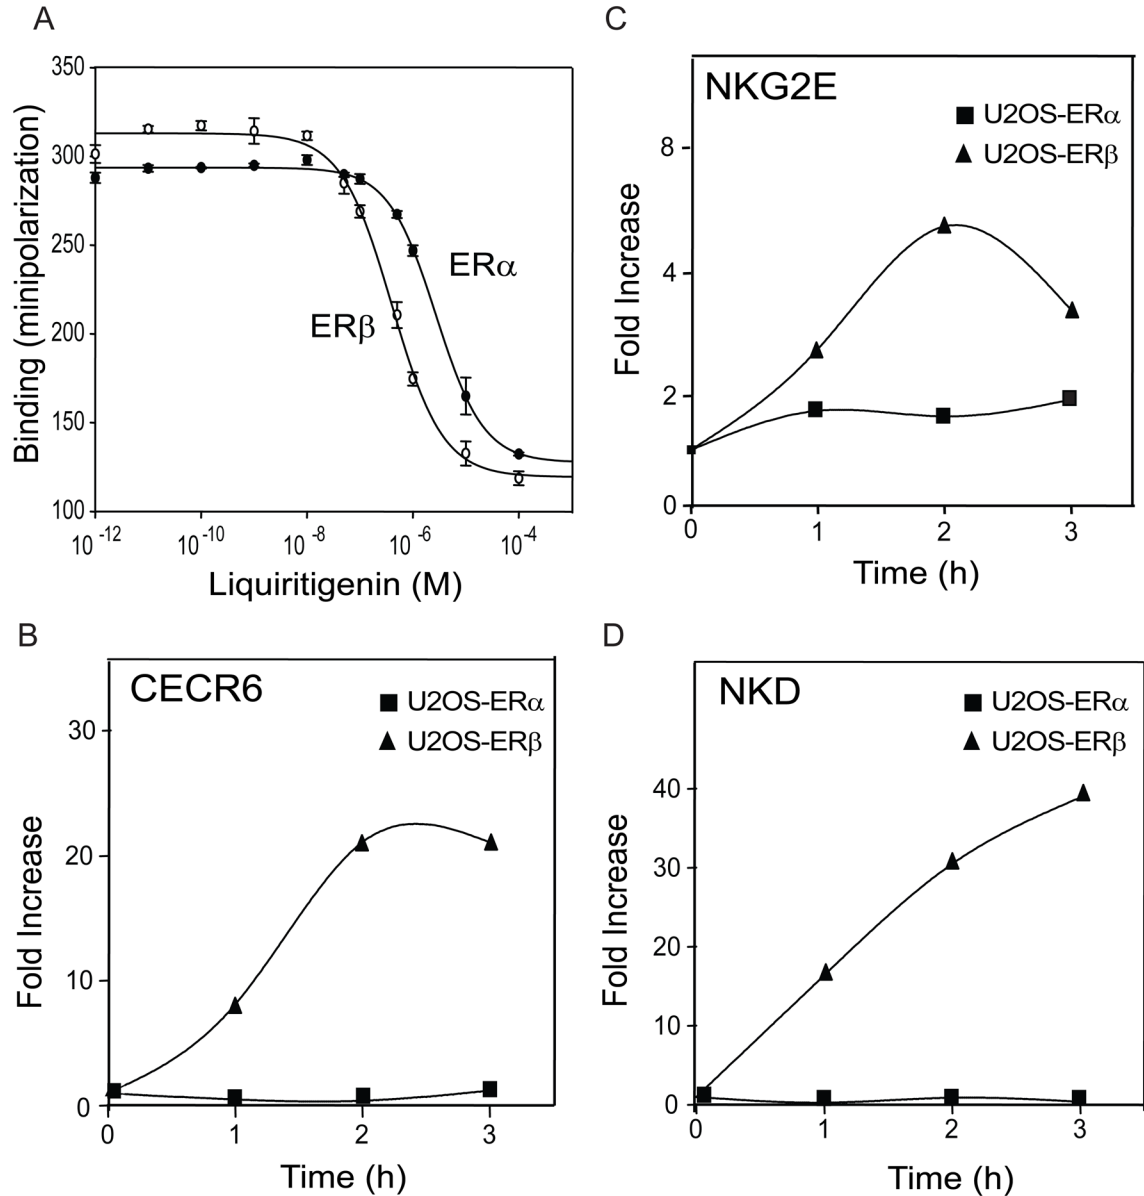 A
350
300
250
200
150
100
Binding (minipolarization)
ERα
ERβ
10-12
10-10
10-8
10-6
10-4
Liquiritigenin (M)
C
NKG2E
U2OS-ERα
U2OS-ERβ
8
4
2
0
Fold Increase
0 1 2 3
Time (h)
B
CECR6
U2OS-ERα
U2OS-ERβ
30
20
10
0
Fold Increase
0 1 2 3
Time (h)
D
NKD
U2OS-ERα
U2OS-ERβ
40
30
20
10
0
Fold Increase
0 1 2 3
Time (h)